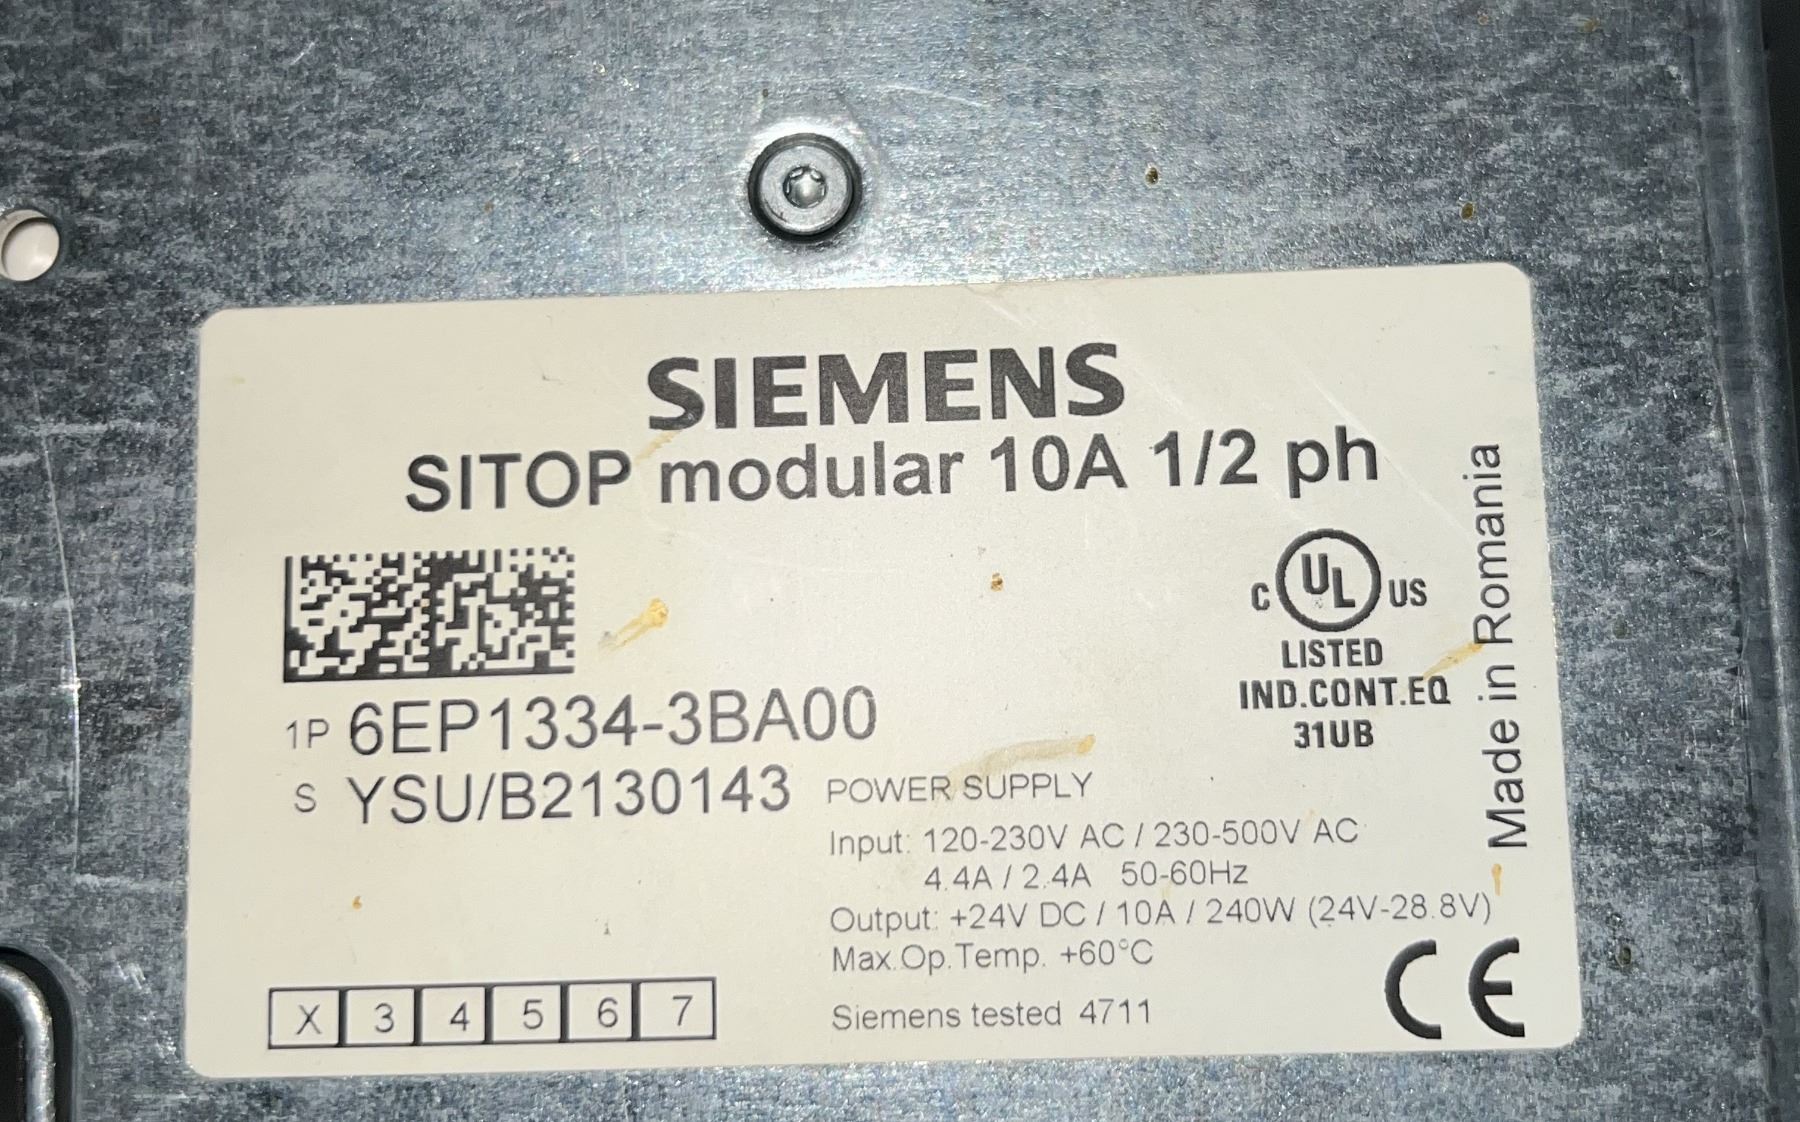 SIEMENS
SITOP modular 10A 1/2 ph
C UL US
LISTED
IND.CONT.EQ
31UB
Made in Romania
1P 6EP1334-3BA00
S YSU/B2130143
POWER SUPPLY
Input: 120-230V AC / 230-500V AC
4.4A / 2.4A 50-60Hz
Output: +24V DC / 10A / 240W (24V-28.8V)
Max.Op.Temp. +60°C
Siemens tested 4711
X 3 4 5 6 7
CE